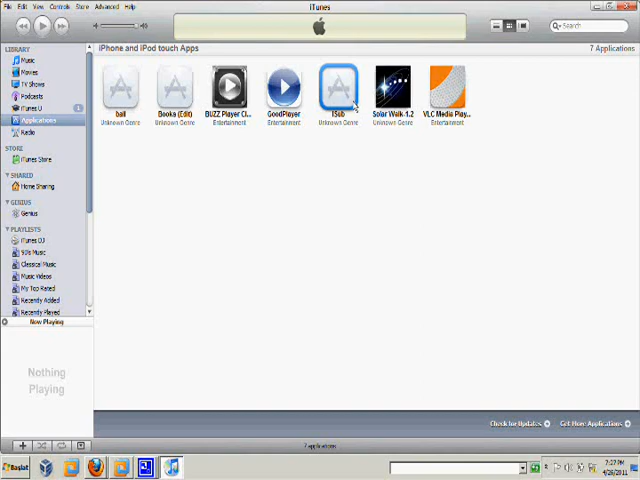 File Edit View Controls Store Advanced Help
iTunes
Search
LIBRARY
iPhone and iPod touch Apps
7 Applications
Music
Movies
TV Shows
Podcasts
iTunes U
1
Applications
Radio
ball
Unknown Genre
Books (Edit)
Unknown Genre
BUZZ Player Cl...
Entertainment
GoodPlayer
Entertainment
iSub
Unknown Genre
Solar Walk-1.2
Unknown Genre
VLC Media Play...
Entertainment
STORE
iTunes Store
SHARED
Home Sharing
GENIUS
Genius
PLAYLISTS
iTunes DJ
90's Music
Classical Music
Music Videos
My Top Rated
Recently Added
Recently Played
Now Playing
Nothing
Playing
Check for Updates
Get More Applications
7 applications
Başlat
7:27 PM
4/26/2011